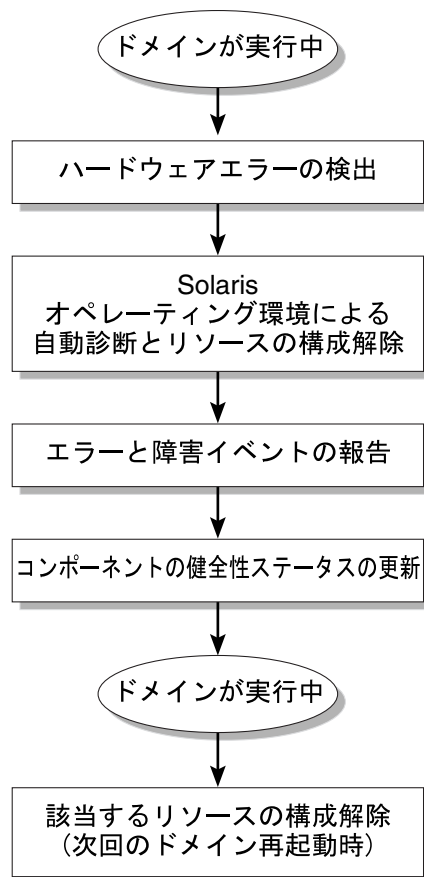 ドメインが実行中
ハードウェアエラーの検出
Solaris
オペレーティング環境による
自動診断とリソースの構成解除
エラーと障害イベントの報告
コンポーネントの健全性ステータスの更新
ドメインが実行中
該当するリソースの構成解除
（次回のドメイン再起動時）